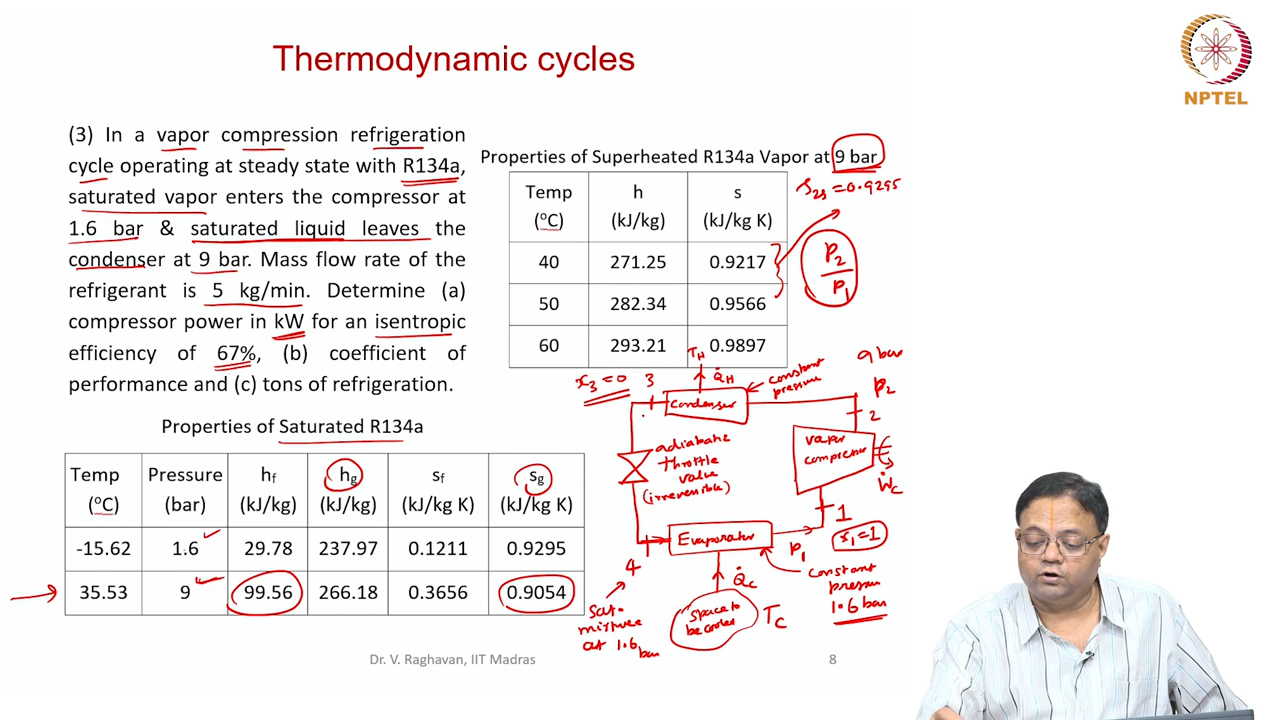 Thermodynamic cycles
NPTEL
(3) In a vapor compression refrigeration
cycle operating at steady state with R134a,
saturated vapor enters the compressor at
1.6 bar & saturated liquid leaves the
condenser at 9 bar. Mass flow rate of the
refrigerant is 5 kg/min. Determine (a)
compressor power in kW for an isentropic
efficiency of 67%, (b) coefficient of
performance and (c) tons of refrigeration.
Properties of Superheated R134a Vapor at 9 bar
Temp (°C) h (kJ/kg) s (kJ/kg K)
40 271.25 0.9217
50 282.34 0.9566
60 293.21 0.9897
s2s = 0.9295
P2
P1
Properties of Saturated R134a
Temp (°C) Pressure (bar) hf (kJ/kg) hg (kJ/kg) sf (kJ/kg K) sg (kJ/kg K)
-15.62 1.6 29.78 237.97 0.1211 0.9295
35.53 9 99.56 266.18 0.3656 0.9054
TH
Q̇H
constant
pressure
9 bar
P2
x3 = 0
3
condenser
2
adiabatic
throttle
valve
(irreversible)
vapor
compressor
Ẇc
1
Evaporator
P1
4
Q̇c
constant
pressure
1.6 bar
space to
be cooled
Tc
Sat.
mixture
at 1.6 bar
Dr. V. Raghavan, IIT Madras
8